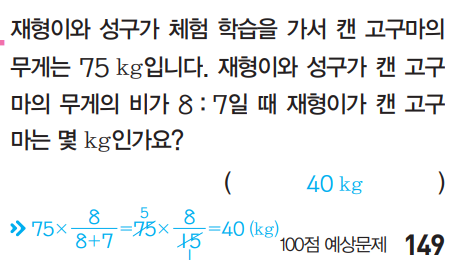 재형이와 성구가 체험 학습을 가서 캔 고구마의
무게는 75 kg입니다. 재형이와 성구가 캔 고구
마의 무게의 비가 8 : 7일 때 재형이가 캔 고구
마는 몇 kg인가요?
( 40 kg )
≫ 75×8/(8+7)=75×8/15=40 (kg)
5
1
100점 예상문제 149